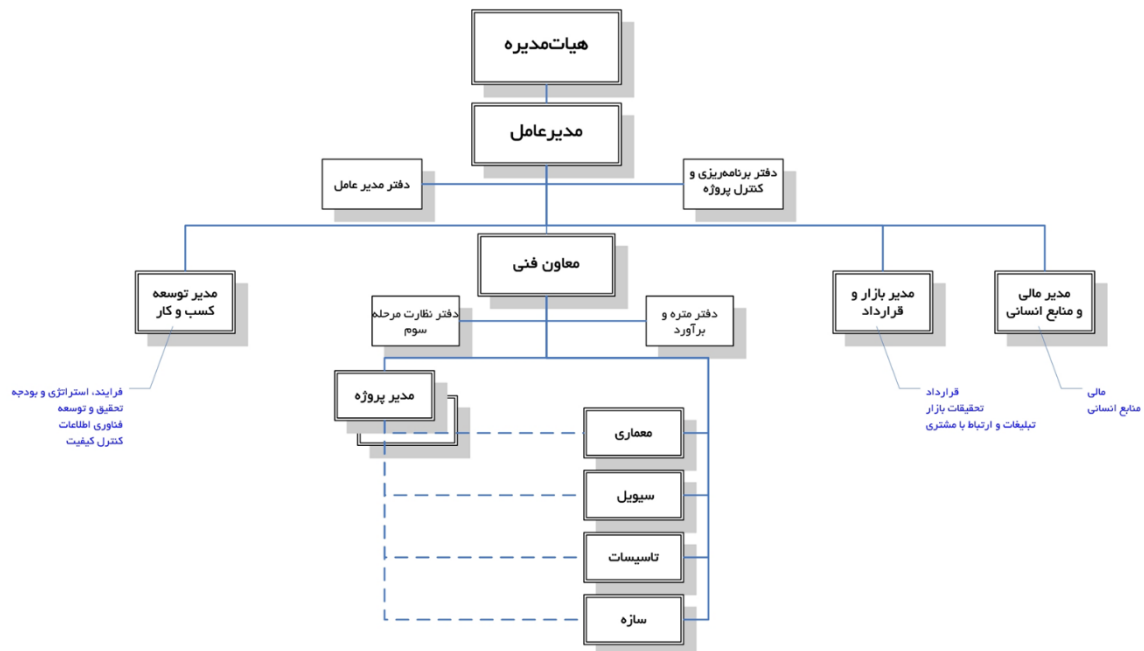 هیات‌مدیره
مدیرعامل
دفتر برنامه‌ریزی و
کنترل پروژه
دفتر مدیر عامل
معاون فنی
مدیر مالی
و منابع انسانی
مدیر بازار و
قرارداد
مدیر توسعه
کسب و کار
دفتر متره و
برآورد
دفتر نظارت مرحله
سوم
مالی
منابع انسانی
قرارداد
تحقیقات بازار
تبلیغات و ارتباط با مشتری
فرایند، استراتژی و بودجه
تحقیق و توسعه
فناوری اطلاعات
کنترل کیفیت
مدیر پروژه
معماری
سیویل
تاسیسات
سازه